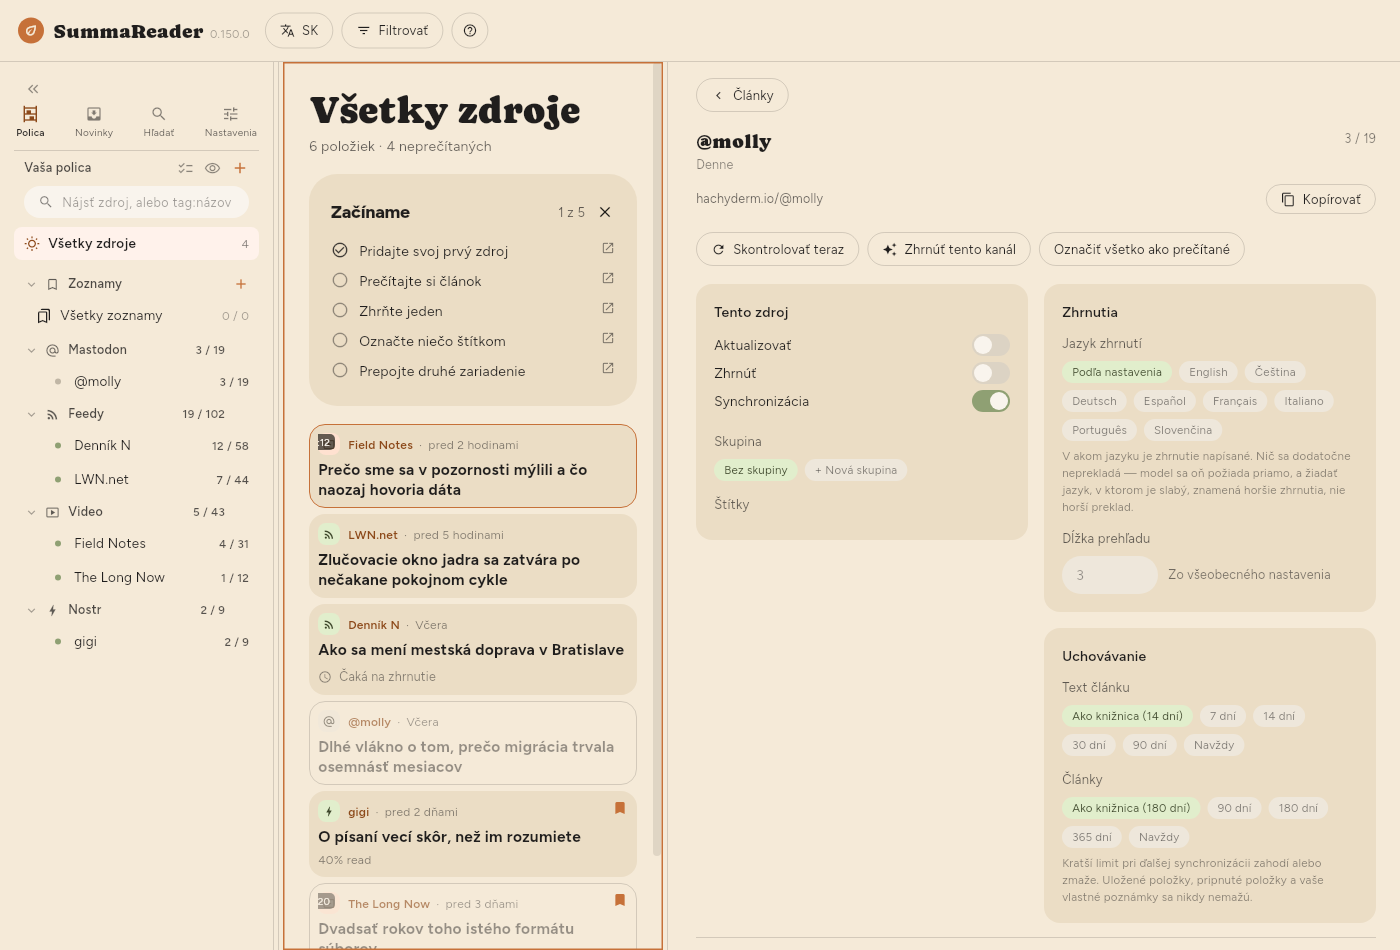 SummaReader 0.150.0
SK
Filtrovať
Polica
Novinky
Hľadať
Nastavenia
Vaša polica
Nájsť zdroj, alebo tag:názov
Všetky zdroje 4
Zoznamy
Všetky zoznamy 0 / 0
Mastodon 3 / 19
@molly 3 / 19
Feedy 19 / 102
Denník N 12 / 58
LWN.net 7 / 44
Video 5 / 43
Field Notes 4 / 31
The Long Now 1 / 12
Nostr 2 / 9
gigi 2 / 9
Všetky zdroje
6 položiek · 4 neprečítaných
Začíname 1 z 5
Pridajte svoj prvý zdroj
Prečítajte si článok
Zhrňte jeden
Označte niečo štítkom
Prepojte druhé zariadenie
:12 Field Notes · pred 2 hodinami
Prečo sme sa v pozornosti mýlili a čo
naozaj hovoria dáta
LWN.net · pred 5 hodinami
Zlučovacie okno jadra sa zatvára po
nečakane pokojnom cykle
Denník N · Včera
Ako sa mení mestská doprava v Bratislave
Čaká na zhrnutie
@molly · Včera
Dlhé vlákno o tom, prečo migrácia trvala
osemnásť mesiacov
gigi · pred 2 dňami
O písaní vecí skôr, než im rozumiete
40% read
20 The Long Now · pred 3 dňami
Dvadsať rokov toho istého formátu
súborov
Články
@molly 3 / 19
Denne
hachyderm.io/@molly
Kopírovať
Skontrolovať teraz
Zhrnúť tento kanál
Označiť všetko ako prečítané
Tento zdroj
Aktualizovať
Zhrnúť
Synchronizácia
Skupina
Bez skupiny
+ Nová skupina
Štítky
Zhrnutia
Jazyk zhrnutí
Podľa nastavenia English Čeština
Deutsch Español Français Italiano
Português Slovenčina
V akom jazyku je zhrnutie napísané. Nič sa dodatočne
neprekladá — model sa oň požiada priamo, a žiadať
jazyk, v ktorom je slabý, znamená horšie zhrnutia, nie
horší preklad.
Dĺžka prehľadu
3 Zo všeobecného nastavenia
Uchovávanie
Text článku
Ako knižnica (14 dní) 7 dní 14 dní
30 dní 90 dní Navždy
Články
Ako knižnica (180 dní) 90 dní 180 dní
365 dní Navždy
Kratší limit pri ďalšej synchronizácii zahodí alebo
zmaže. Uložené položky, pripnuté položky a vaše
vlastné poznámky sa nikdy nemažú.